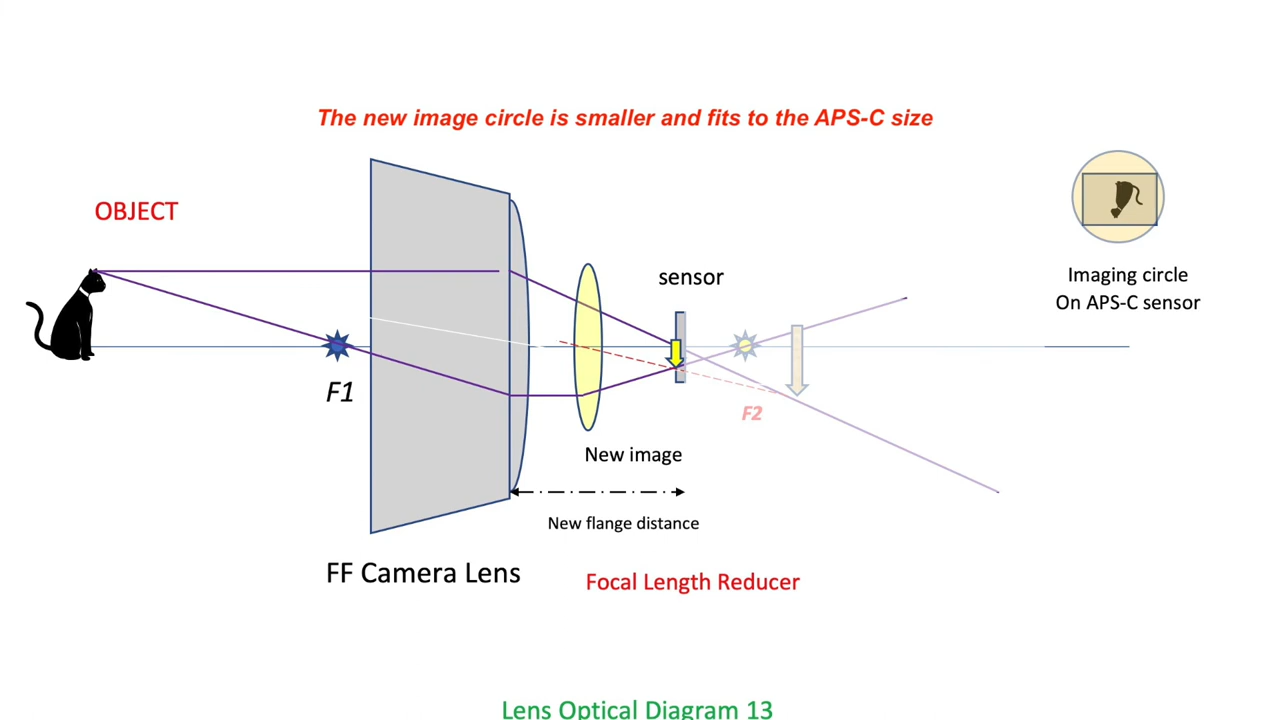 The new image circle is smaller and fits to the APS-C size
OBJECT
sensor
Imaging circle
On APS-C sensor
F1
F2
New image
New flange distance
FF Camera Lens
Focal Length Reducer
Lens Optical Diagram 13